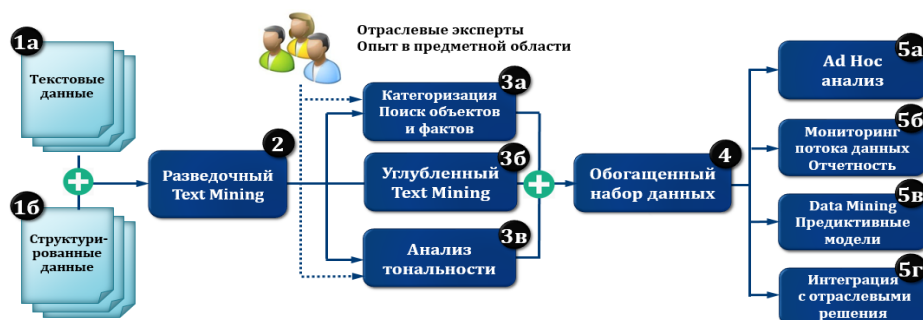 1а
Текстовые
данные
1б
Структури-
рованные
данные
2
Разведочный
Text Mining
Отраслевые эксперты
Опыт в предметной области
3а
Категоризация
Поиск объектов
и фактов
3б
Углубленный
Text Mining
3в
Анализ
тональности
4
Обогащенный
набор данных
5а
Ad Hoc
анализ
5б
Мониторинг
потока данных
Отчетность
5в
Data Mining
Предиктивные
модели
5г
Интеграция
с отраслевыми
решения